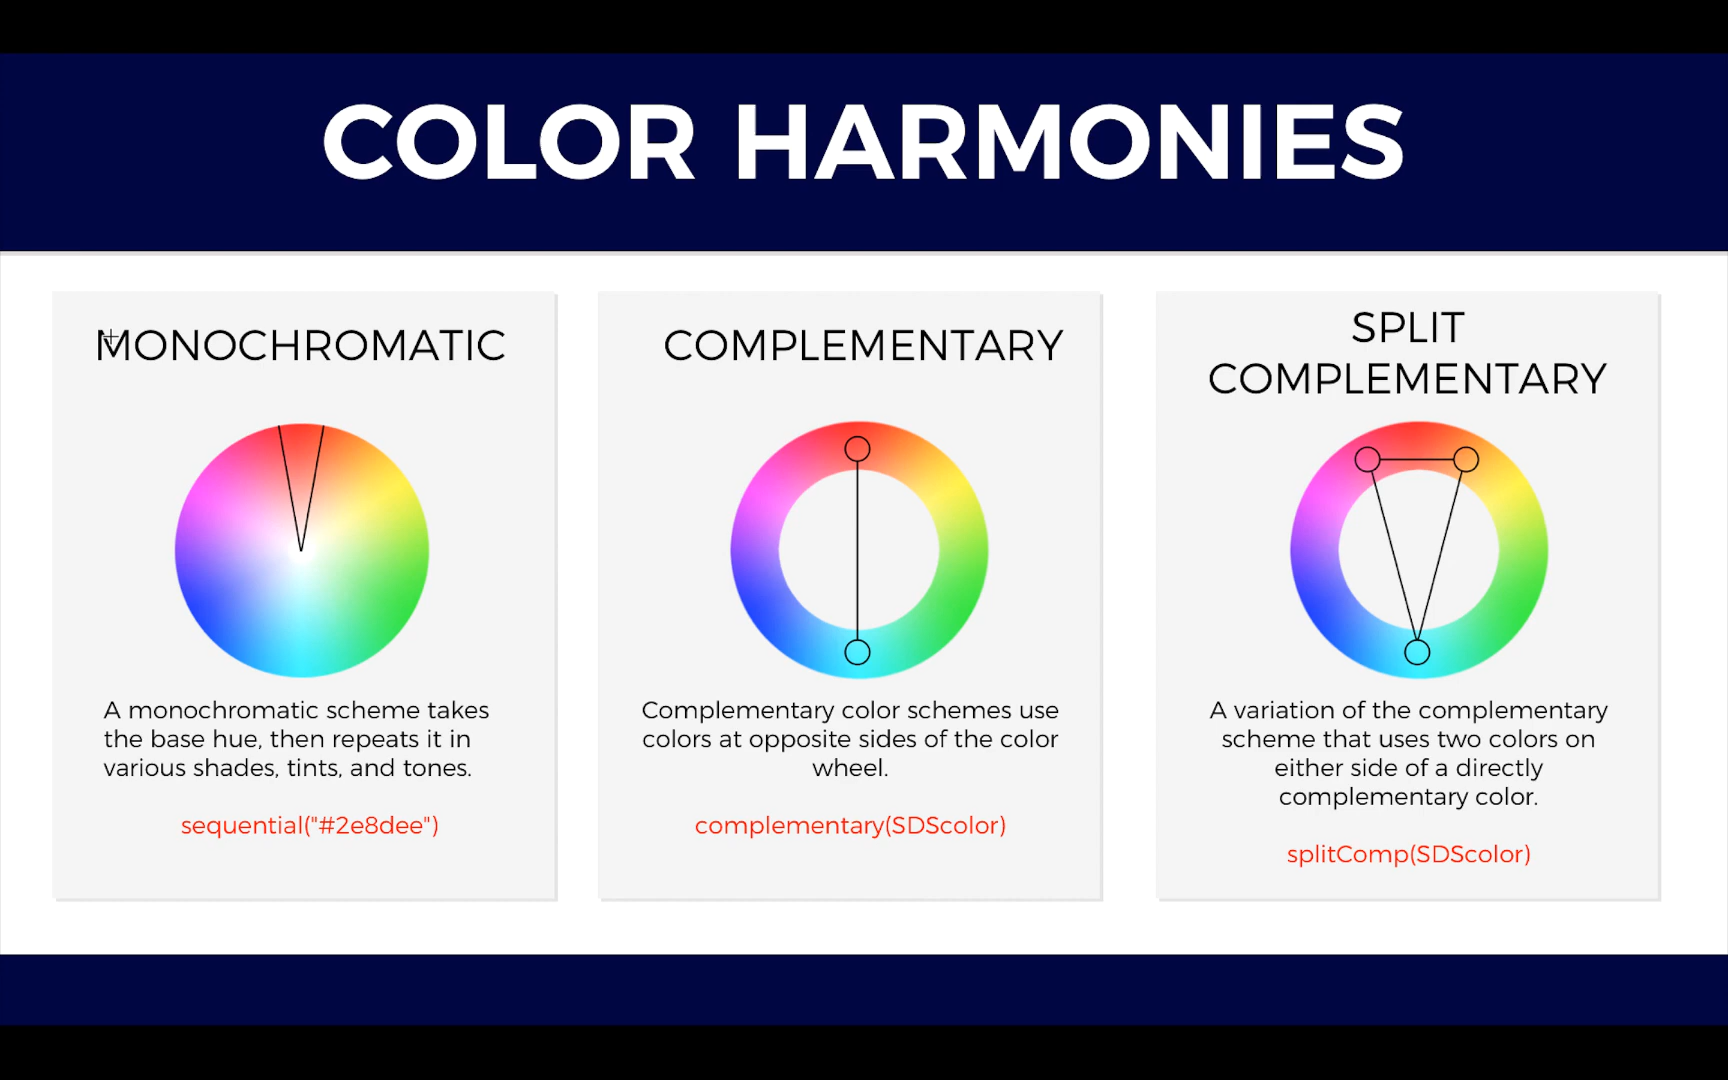 COLOR HARMONIES
MONOCHROMATIC
A monochromatic scheme takes
the base hue, then repeats it in
various shades, tints, and tones.
sequential("#2e8dee")
COMPLEMENTARY
Complementary color schemes use
colors at opposite sides of the color
wheel.
complementary(SDScolor)
SPLIT
COMPLEMENTARY
A variation of the complementary
scheme that uses two colors on
either side of a directly
complementary color.
splitComp(SDScolor)